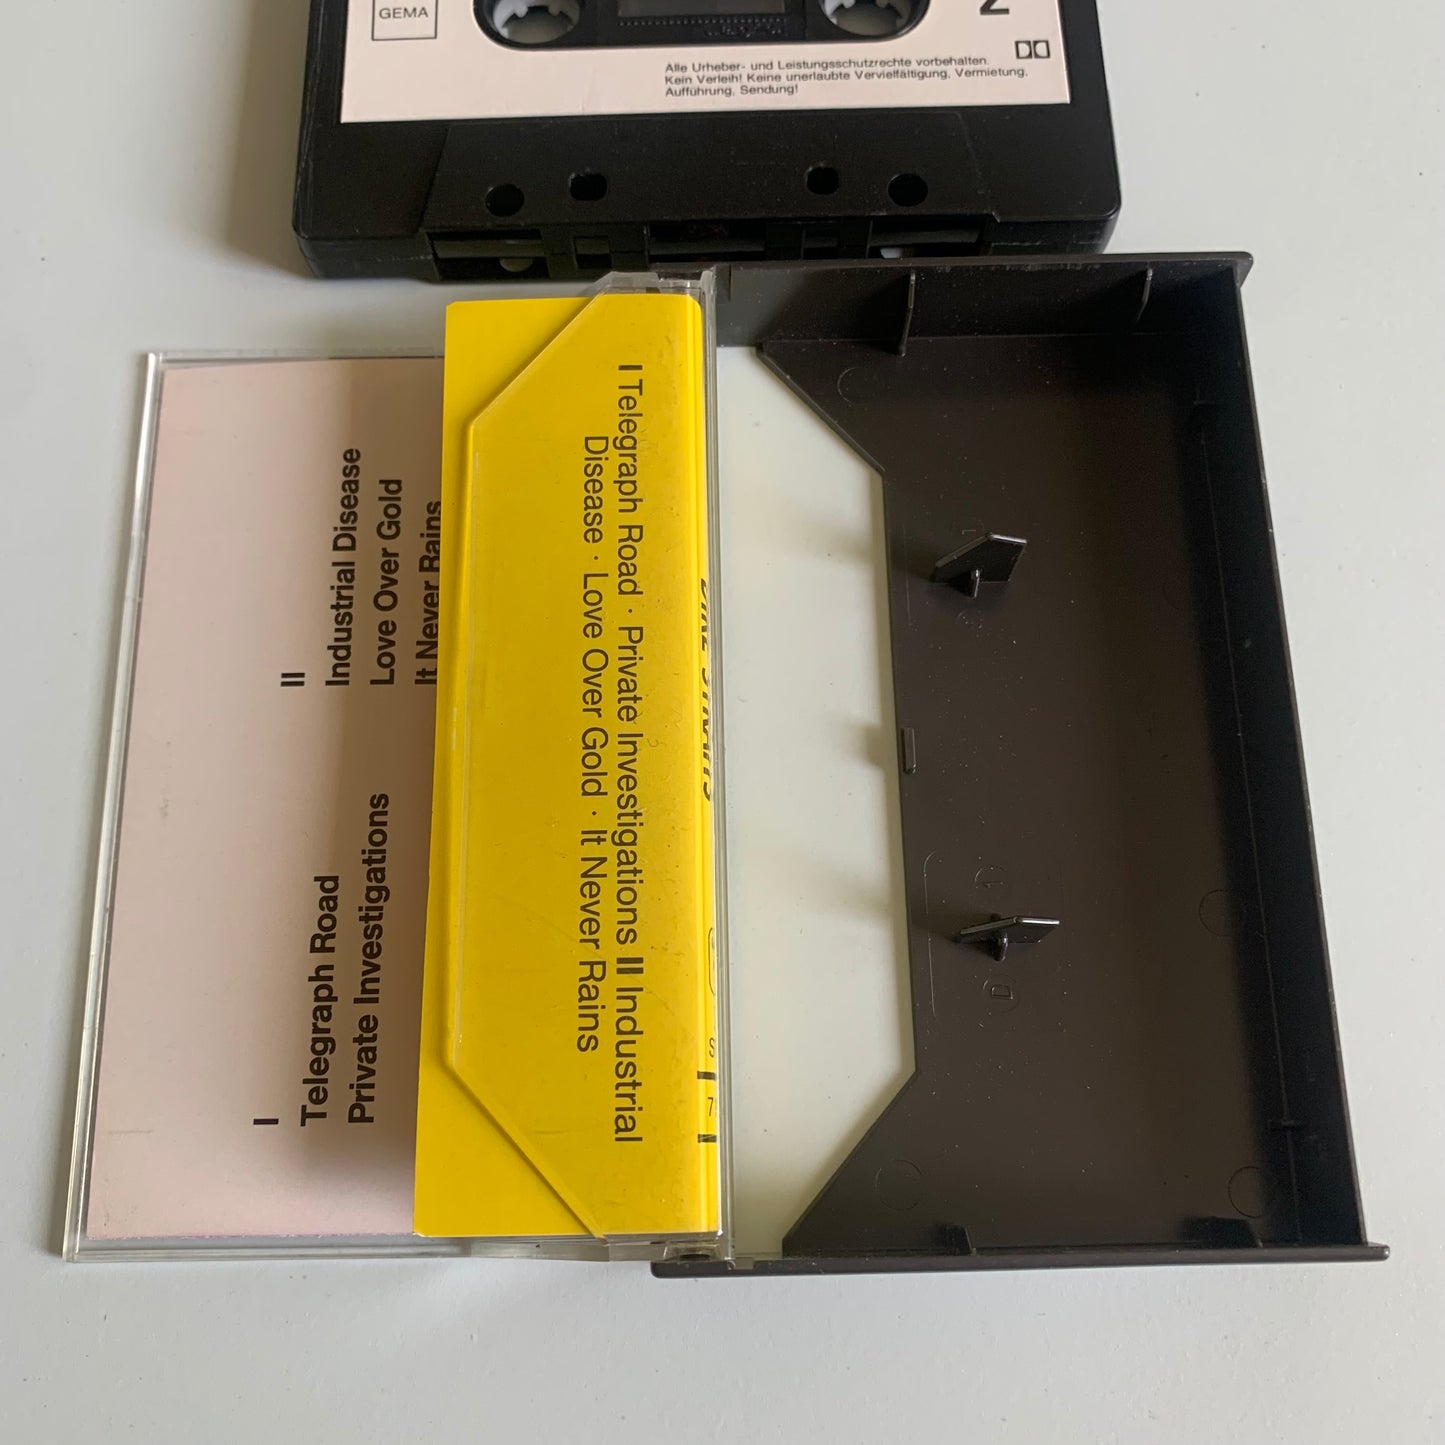 GEMA
2
Alle Urheber- und Leistungsschutzrechte vorbehalten.
Kein Verleih! Keine unerlaubte Vervielfältigung, Vermietung,
Aufführung, Sendung!
I Telegraph Road · Private Investigations II Industrial
Disease · Love Over Gold · It Never Rains
I
Telegraph Road
Private Investigations
II
Industrial Disease
Love Over Gold
It Never Rains
DIRE STRAITS